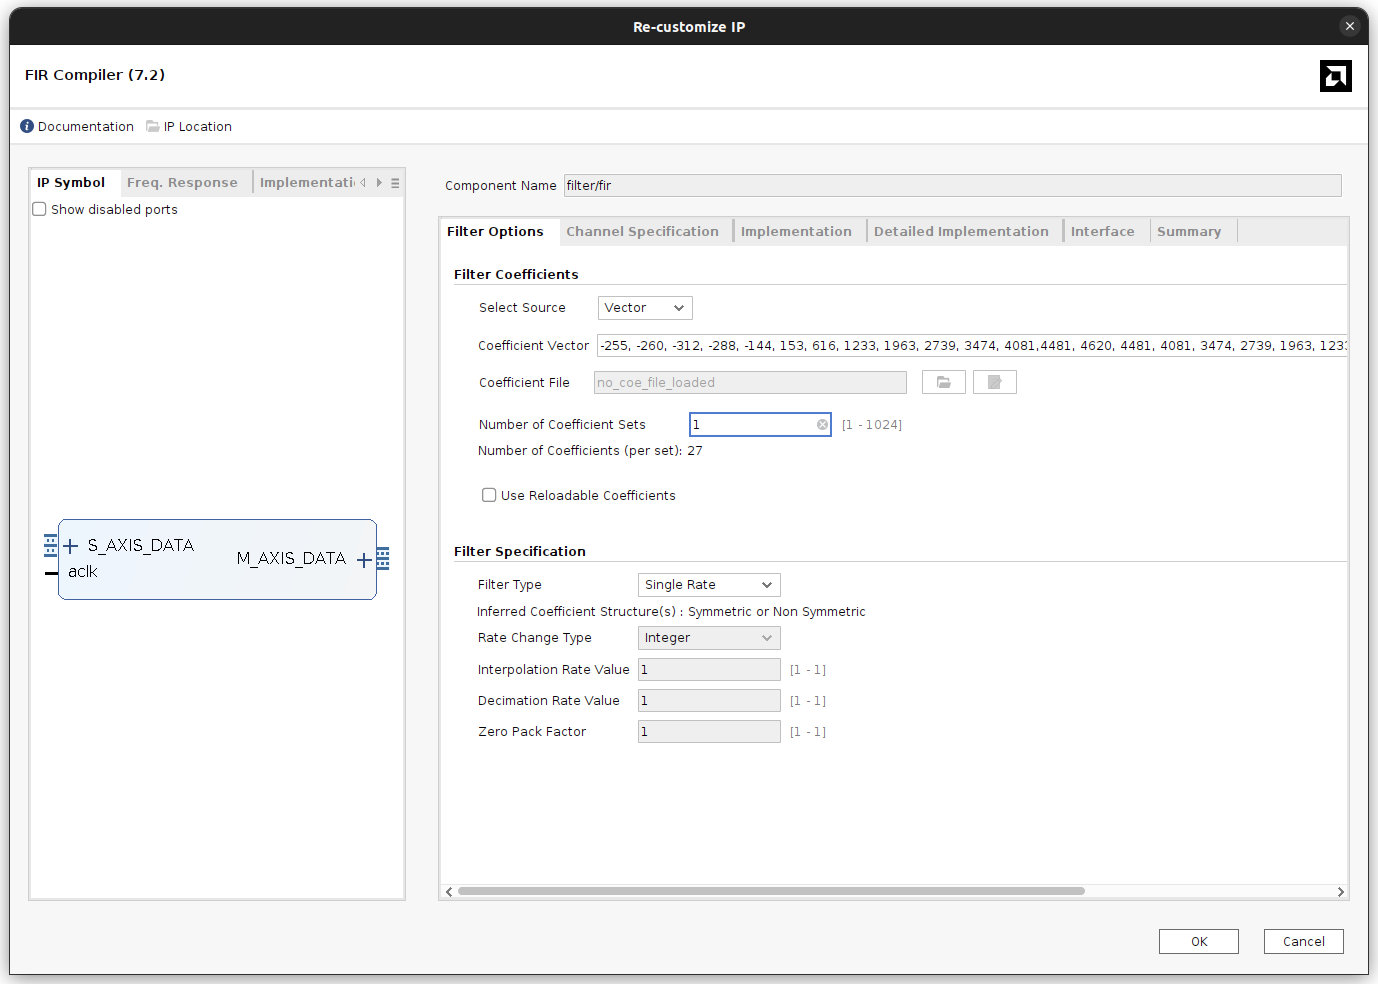 Re-customize IP
FIR Compiler (7.2)
Documentation IP Location
IP Symbol Freq. Response Implementati
Show disabled ports
S_AXIS_DATA
M_AXIS_DATA
aclk
Component Name filter/fir
Filter Options Channel Specification Implementation Detailed Implementation Interface Summary
Filter Coefficients
Select Source Vector
Coefficient Vector -255, -260, -312, -288, -144, 153, 616, 1233, 1963, 2739, 3474, 4081,4481, 4620, 4481, 4081, 3474, 2739, 1963, 1233
Coefficient File no_coe_file_loaded
Number of Coefficient Sets 1 [1 - 1024]
Number of Coefficients (per set): 27
Use Reloadable Coefficients
Filter Specification
Filter Type Single Rate
Inferred Coefficient Structure(s) : Symmetric or Non Symmetric
Rate Change Type Integer
Interpolation Rate Value 1 [1 - 1]
Decimation Rate Value 1 [1 - 1]
Zero Pack Factor 1 [1 - 1]
OK Cancel